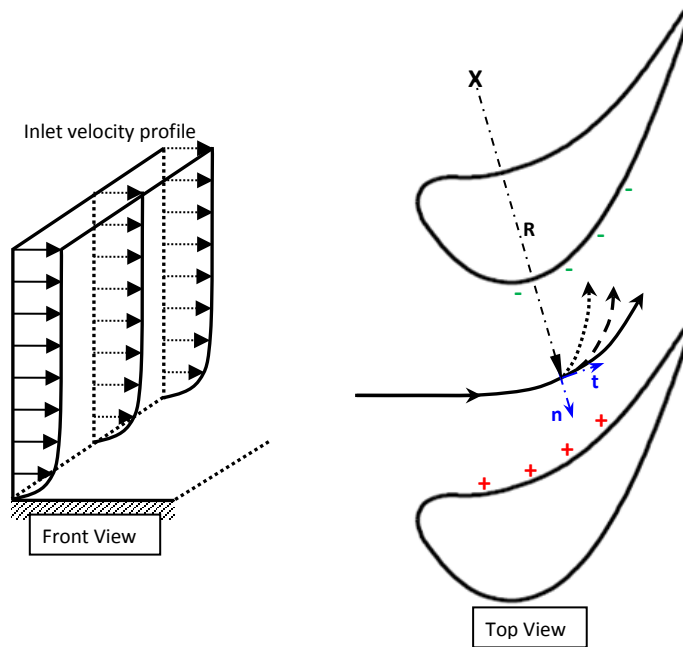 Inlet velocity profile
Front View
X
R
-
-
-
-
t
n
+
+
+
+
Top View